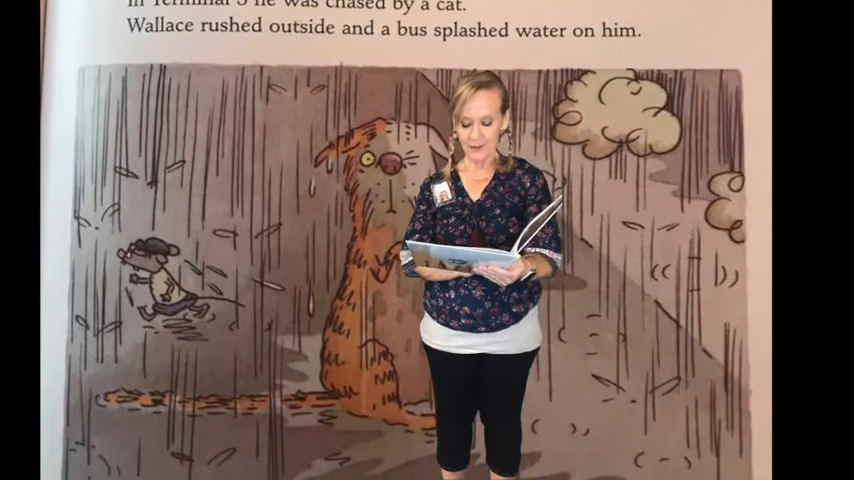 in Terminal 3 he was chased by a cat.
Wallace rushed outside and a bus splashed water on him.